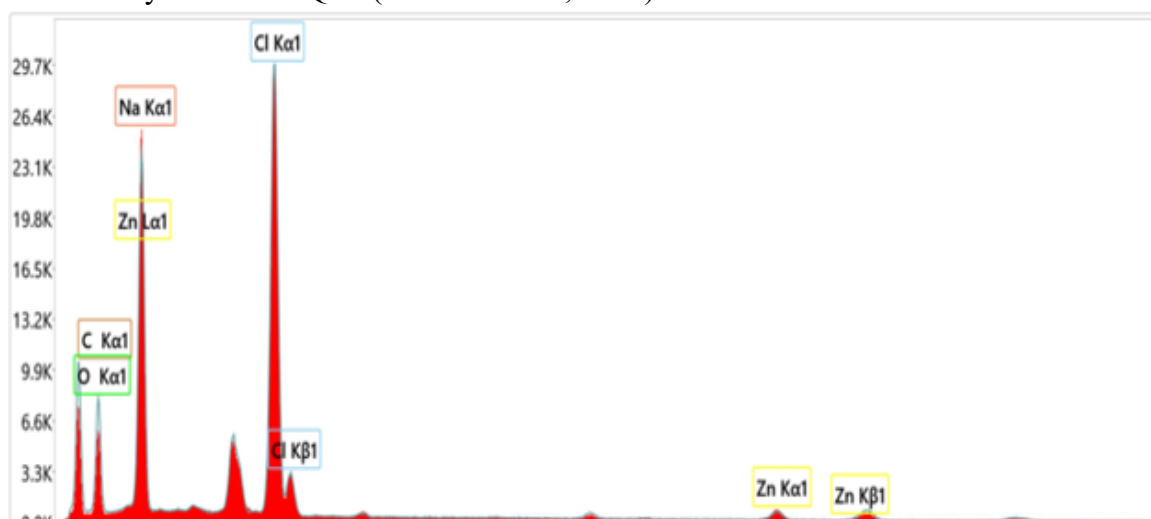 Cl Kα1
29.7K
Na Kα1
26.4K
23.1K
19.8K
Zn Lα1
16.5K
13.2K
C Kα1
9.9K
O Kα1
6.6K
Cl Kβ1
3.3K
Zn Kα1
Zn Kβ1